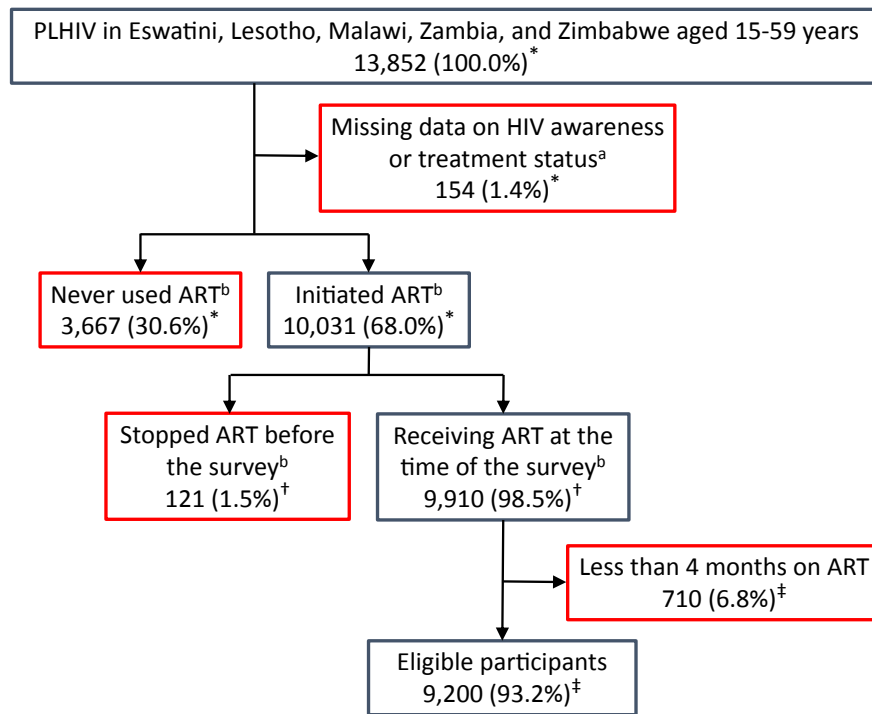 PLHIV in Eswatini, Lesotho, Malawi, Zambia, and Zimbabwe aged 15-59 years
13,852 (100.0%)*
Missing data on HIV awareness
or treatment statusᵃ
154 (1.4%)*
Never used ARTᵇ
3,667 (30.6%)*
Initiated ARTᵇ
10,031 (68.0%)*
Stopped ART before
the surveyᵇ
121 (1.5%)†
Receiving ART at the
time of the surveyᵇ
9,910 (98.5%)†
Less than 4 months on ART
710 (6.8%)‡
Eligible participants
9,200 (93.2%)‡